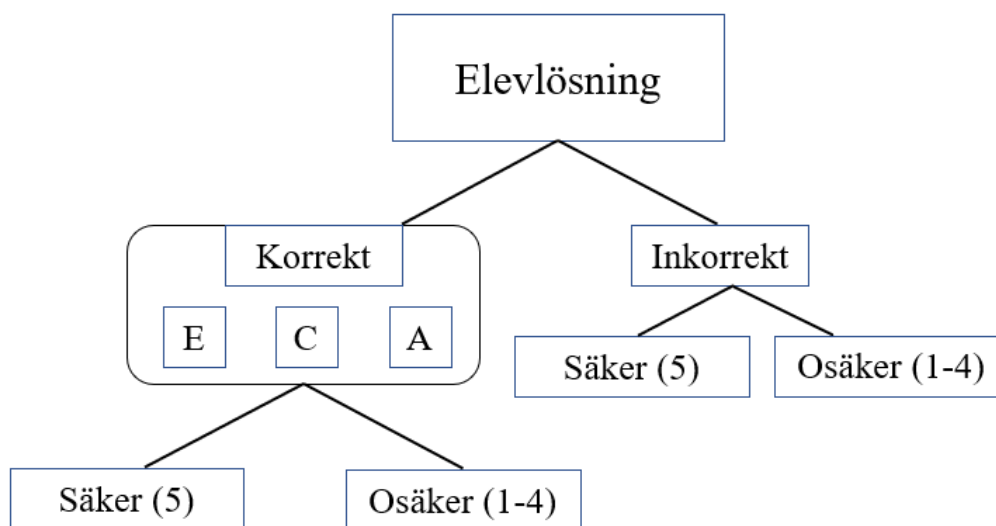 Elevlösning
Korrekt
Inkorrekt
E
C
A
Säker (5)
Osäker (1-4)
Säker (5)
Osäker (1-4)